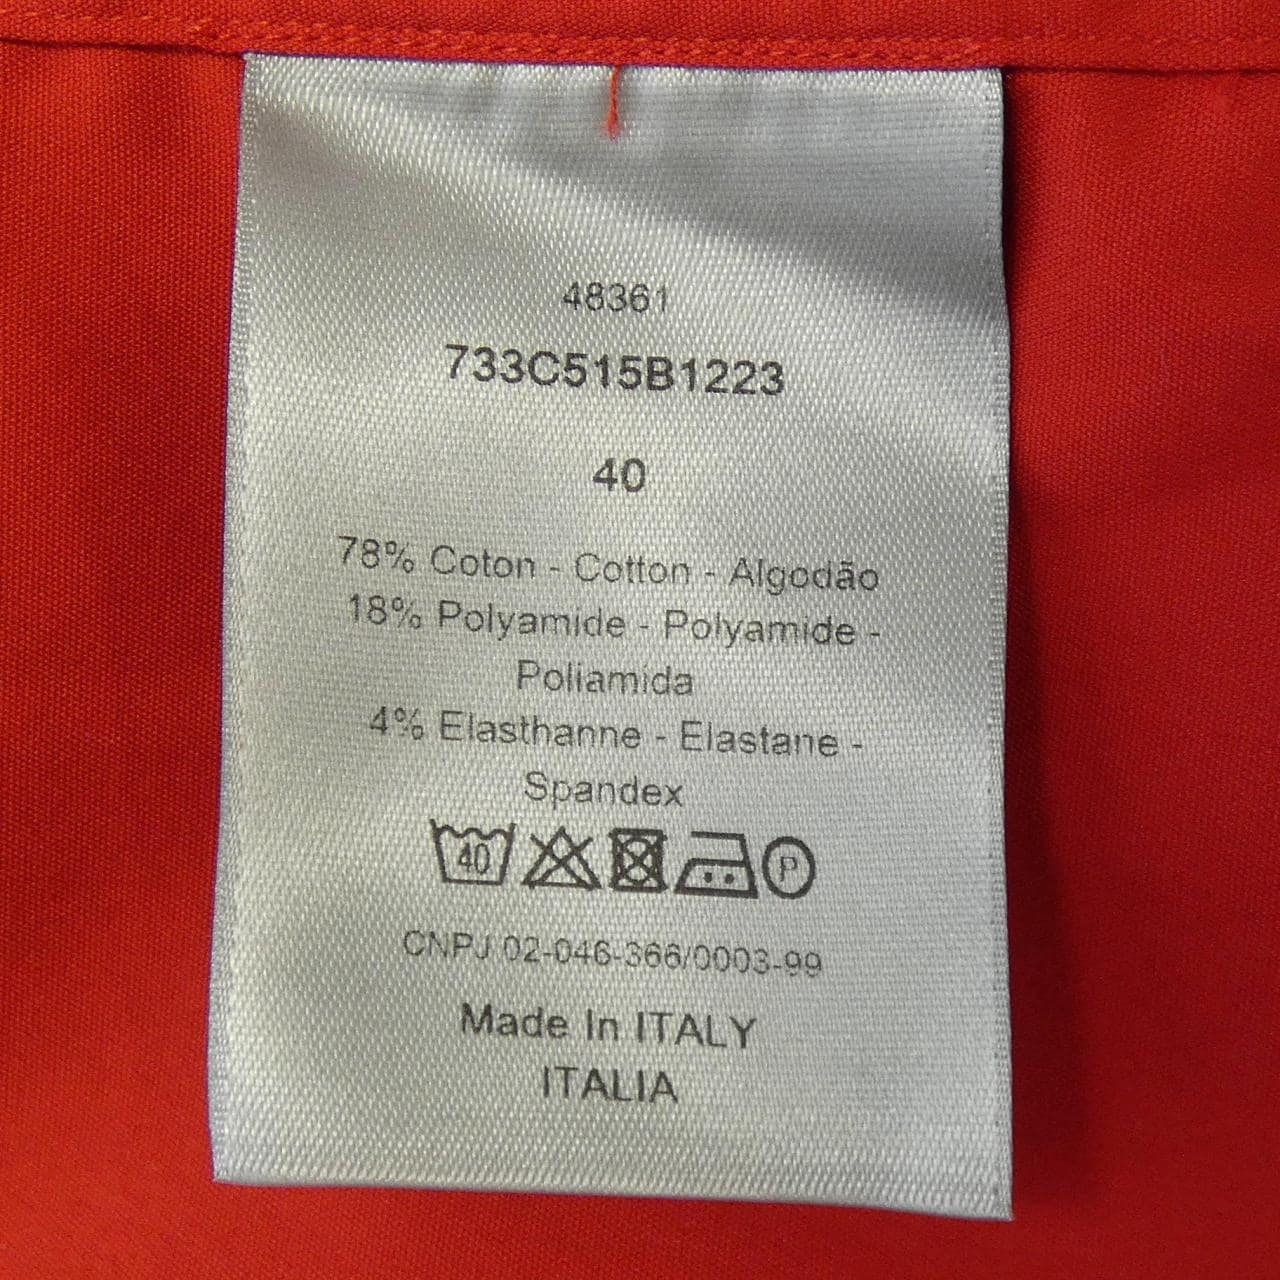 48361
733C515B1223
40
78% Coton - Cotton - Algodão
18% Polyamide - Polyamide -
Poliamida
4% Elasthanne - Elastane -
Spandex
40 P
CNPJ 02-046-366/0003-99
Made In ITALY
ITALIA